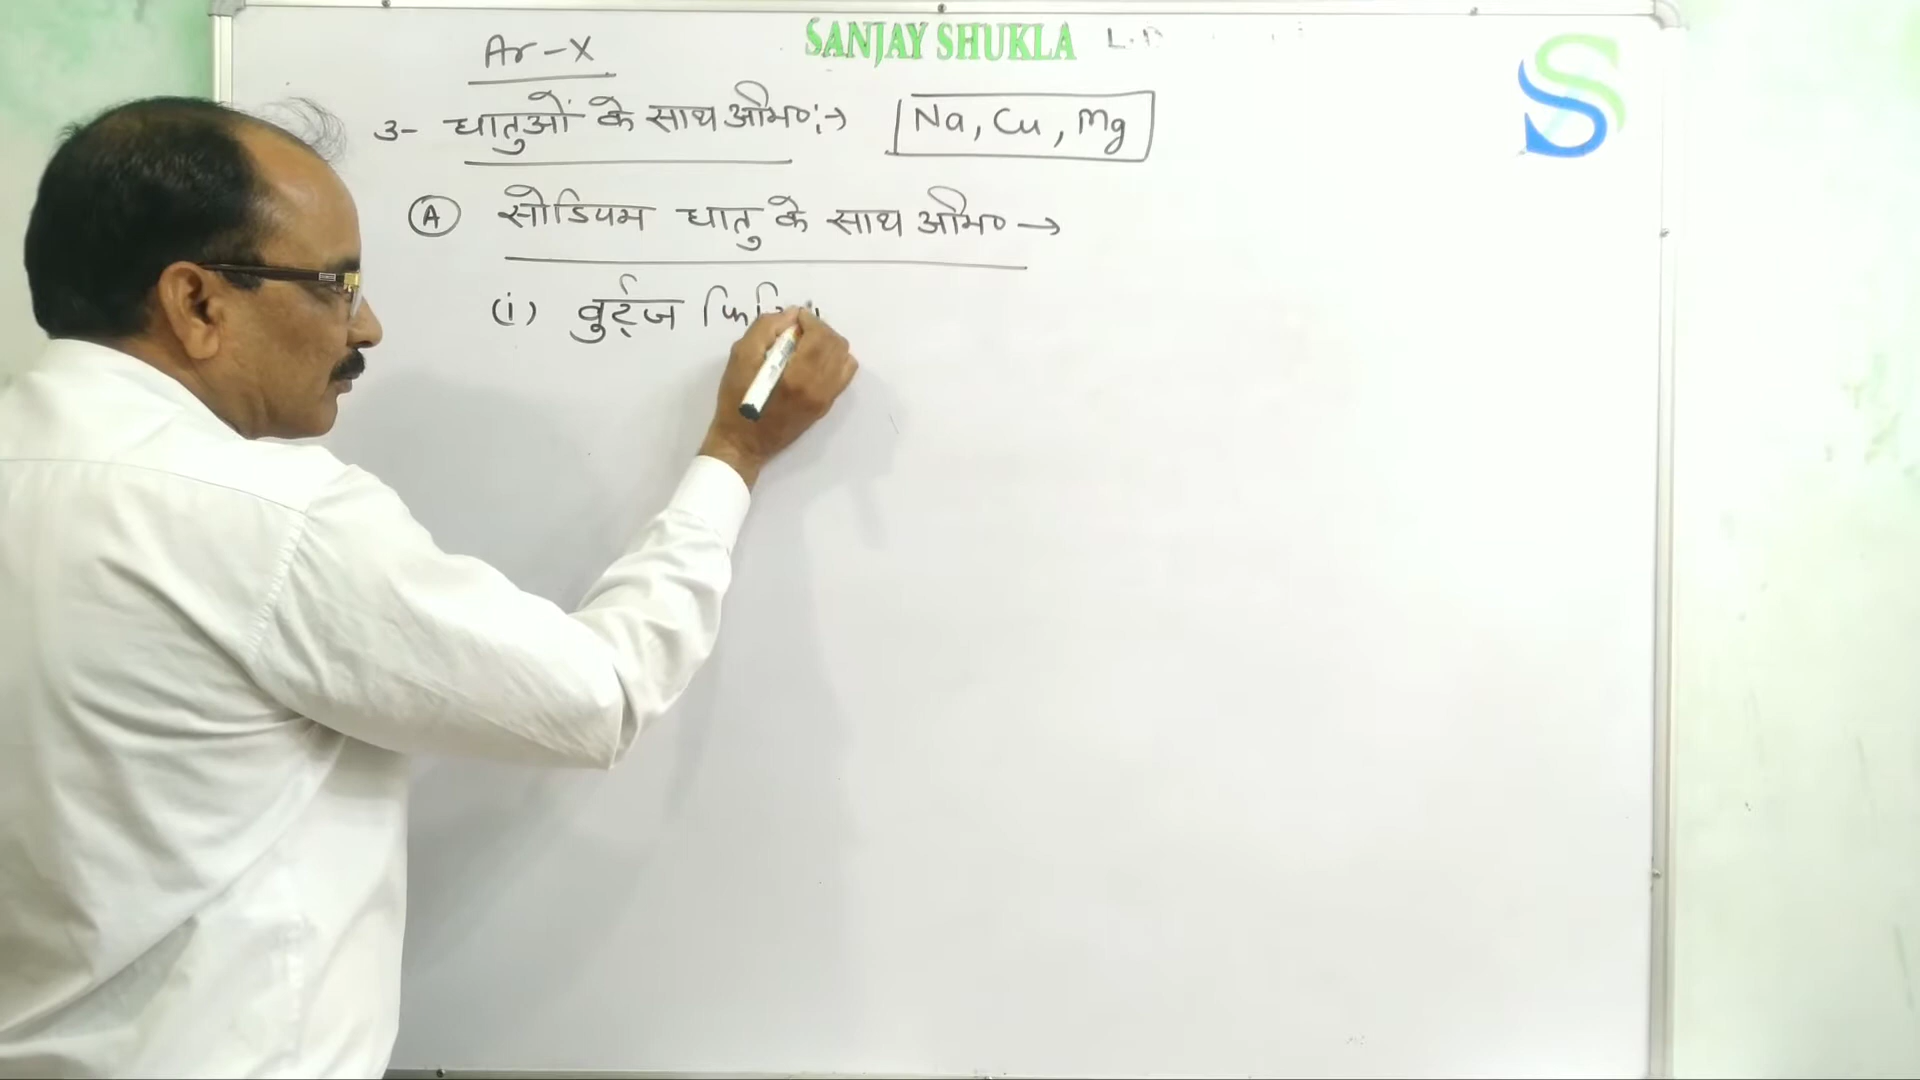 SANJAY SHUKLA L.
Ar-X
3- धातुओं के साथ अभि०:→ Na, Cu, Mg
A सोडियम धातु के साथ अभि० →
(i) वुर्ट्ज फि